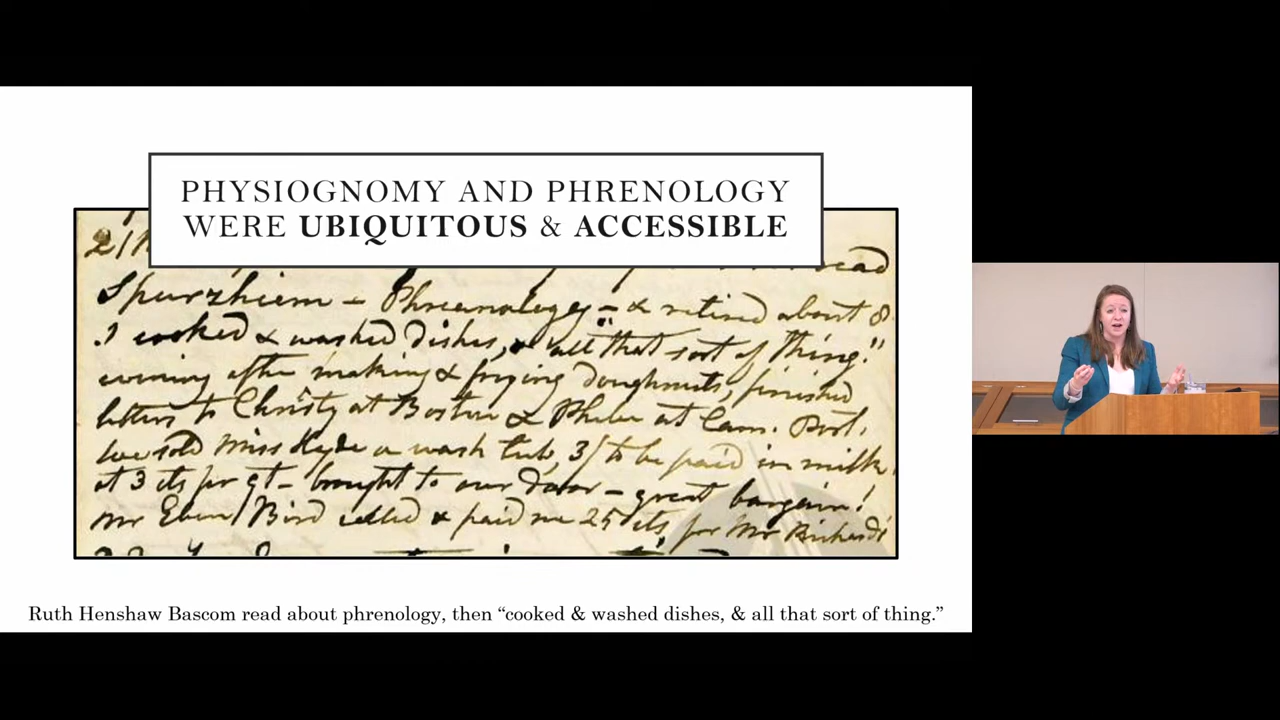 PHYSIOGNOMY AND PHRENOLOGY
WERE UBIQUITOUS & ACCESSIBLE
read
Spurzhiem - Phreenology - & retired about 8
I cooked & washed dishes, & "all that sort of thing."
evening after making & frying doughnuts, finished
letters to Christy at Boston & Phebe at Cam. Port.
we sold Miss Hyde a wash tub, 3/ to be paid in milk
at 3 cts per qt - brought to our door - great bargain!
Mr Eben Bird called & paid me 25 cts, for Mr Richards
Ruth Henshaw Bascom read about phrenology, then “cooked & washed dishes, & all that sort of thing.”